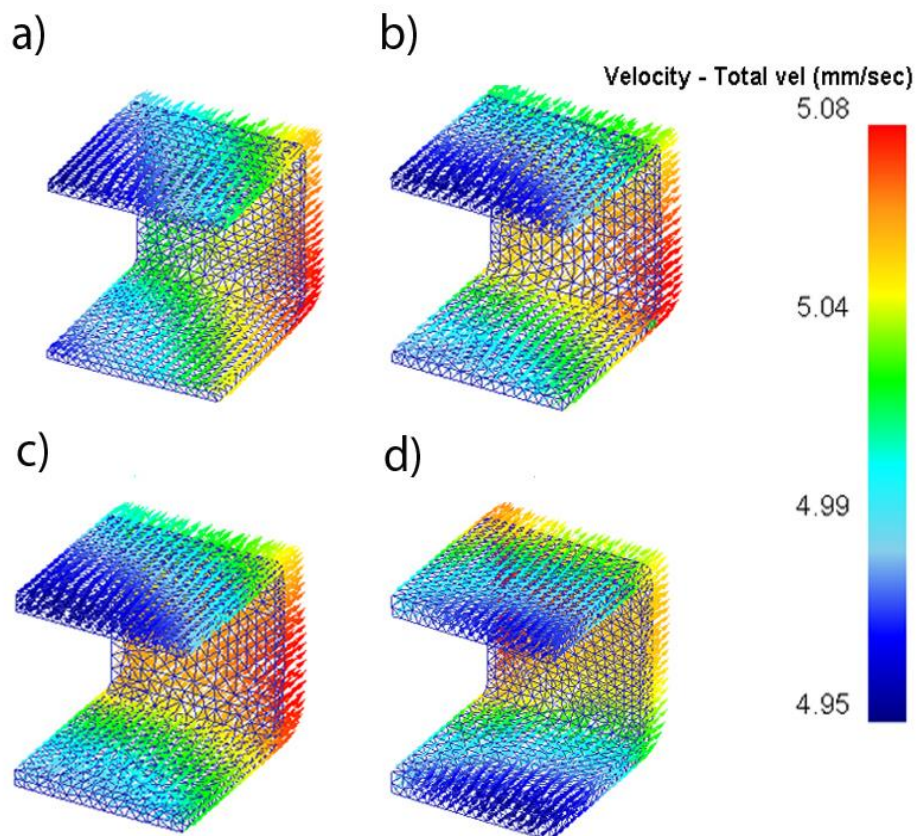 a)
b)
Velocity - Total vel (mm/sec)
5.08
5.04
c)
d)
4.99
4.95